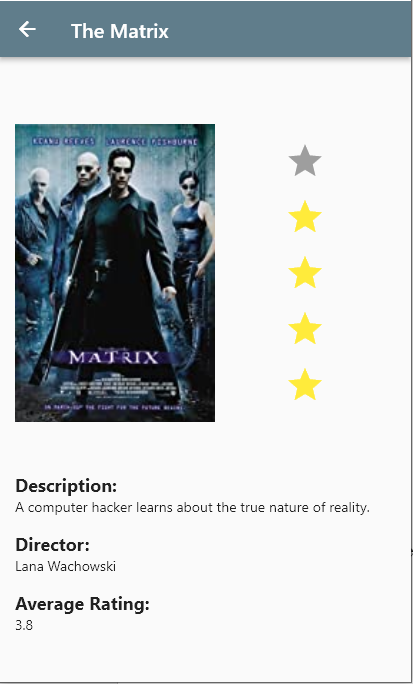 The Matrix
KEANU REEVES LAURENCE FISHBURNE
MATRIX
ON MARCH 31ST THE FIGHT FOR THE FUTURE BEGINS.
Description:
A computer hacker learns about the true nature of reality.
Director:
Lana Wachowski
Average Rating:
3.8